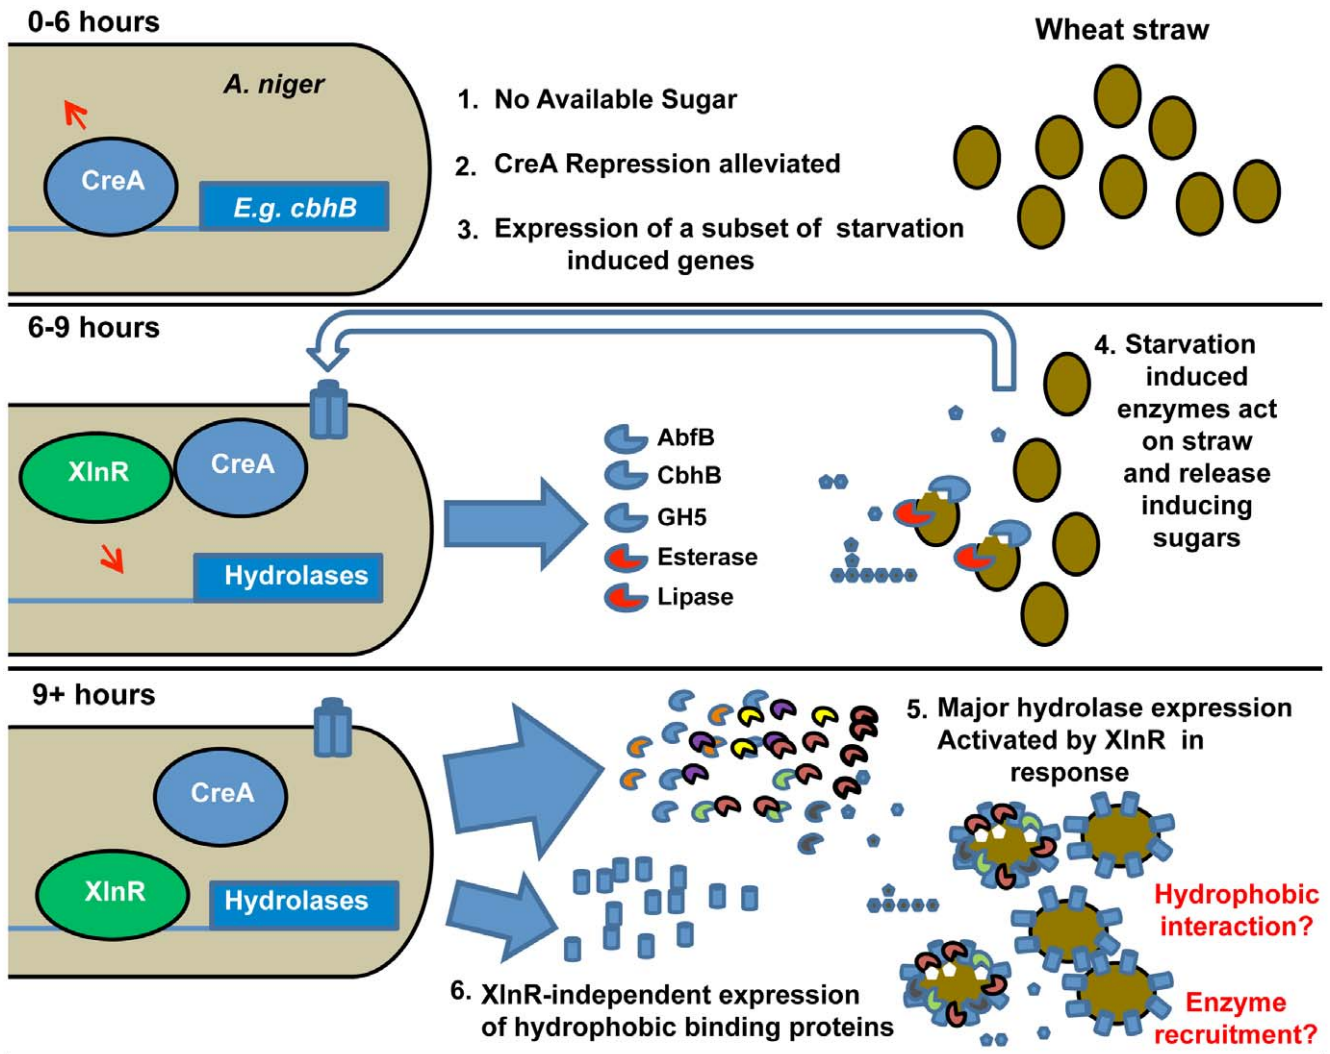 0-6 hours
A. niger
CreA
E.g. cbhB
1. No Available Sugar
2. CreA Repression alleviated
3. Expression of a subset of starvation
induced genes
Wheat straw
6-9 hours
XlnR
CreA
Hydrolases
AbfB
CbhB
GH5
Esterase
Lipase
4. Starvation
induced
enzymes act
on straw
and release
inducing
sugars
9+ hours
CreA
XlnR
Hydrolases
5. Major hydrolase expression
Activated by XlnR in
response
Hydrophobic
interaction?
Enzyme
recruitment?
6. XlnR-independent expression
of hydrophobic binding proteins